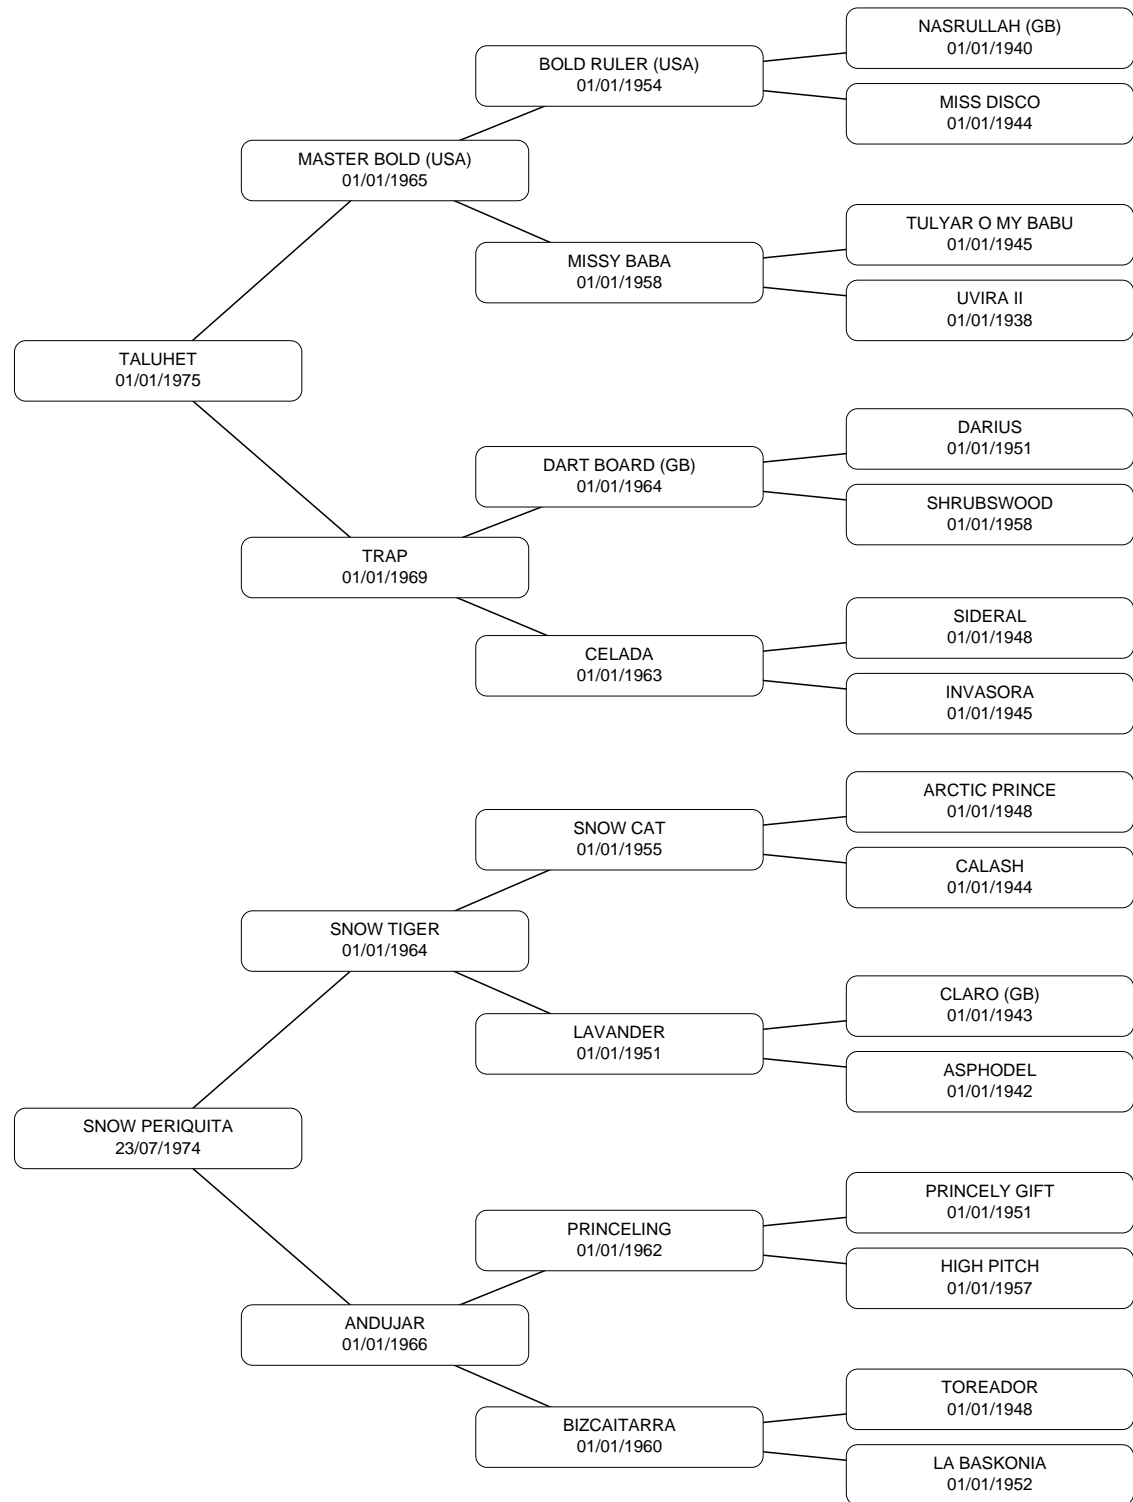 NASRULLAH (GB)
01/01/1940
BOLD RULER (USA)
01/01/1954
MISS DISCO
01/01/1944
MASTER BOLD (USA)
01/01/1965
TULYAR O MY BABU
01/01/1945
MISSY BABA
01/01/1958
UVIRA II
01/01/1938
TALUHET
01/01/1975
DARIUS
01/01/1951
DART BOARD (GB)
01/01/1964
SHRUBSWOOD
01/01/1958
TRAP
01/01/1969
SIDERAL
01/01/1948
CELADA
01/01/1963
INVASORA
01/01/1945
ARCTIC PRINCE
01/01/1948
SNOW CAT
01/01/1955
CALASH
01/01/1944
SNOW TIGER
01/01/1964
CLARO (GB)
01/01/1943
LAVANDER
01/01/1951
ASPHODEL
01/01/1942
SNOW PERIQUITA
23/07/1974
PRINCELY GIFT
01/01/1951
PRINCELING
01/01/1962
HIGH PITCH
01/01/1957
ANDUJAR
01/01/1966
TOREADOR
01/01/1948
BIZCAITARRA
01/01/1960
LA BASKONIA
01/01/1952